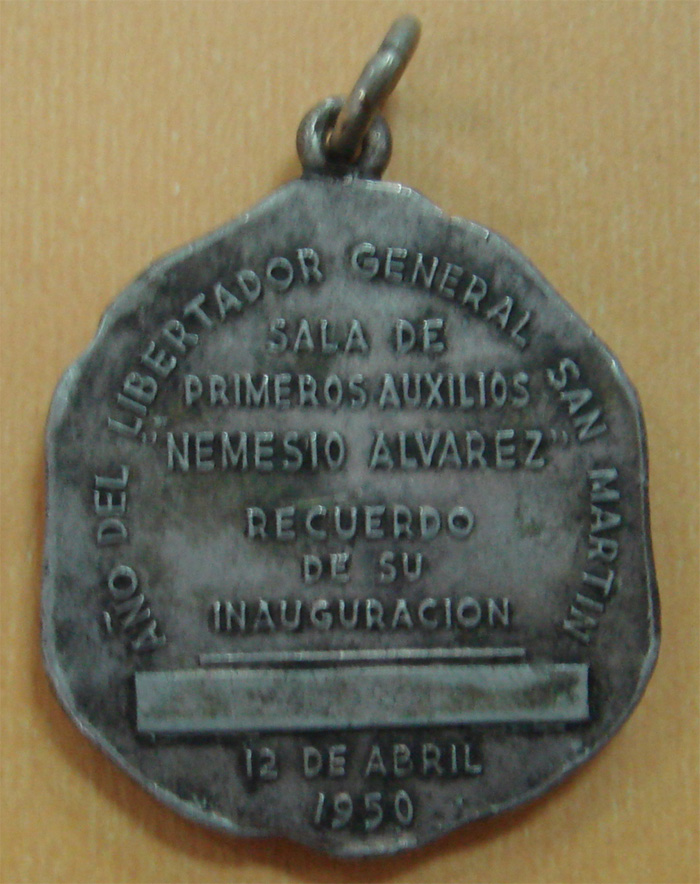 AÑO DEL LIBERTADOR GENERAL SAN MARTIN
SALA DE
PRIMEROS AUXILIOS
"NEMESIO ALVAREZ"
RECUERDO
DE SU
INAUGURACION
12 DE ABRIL
1950